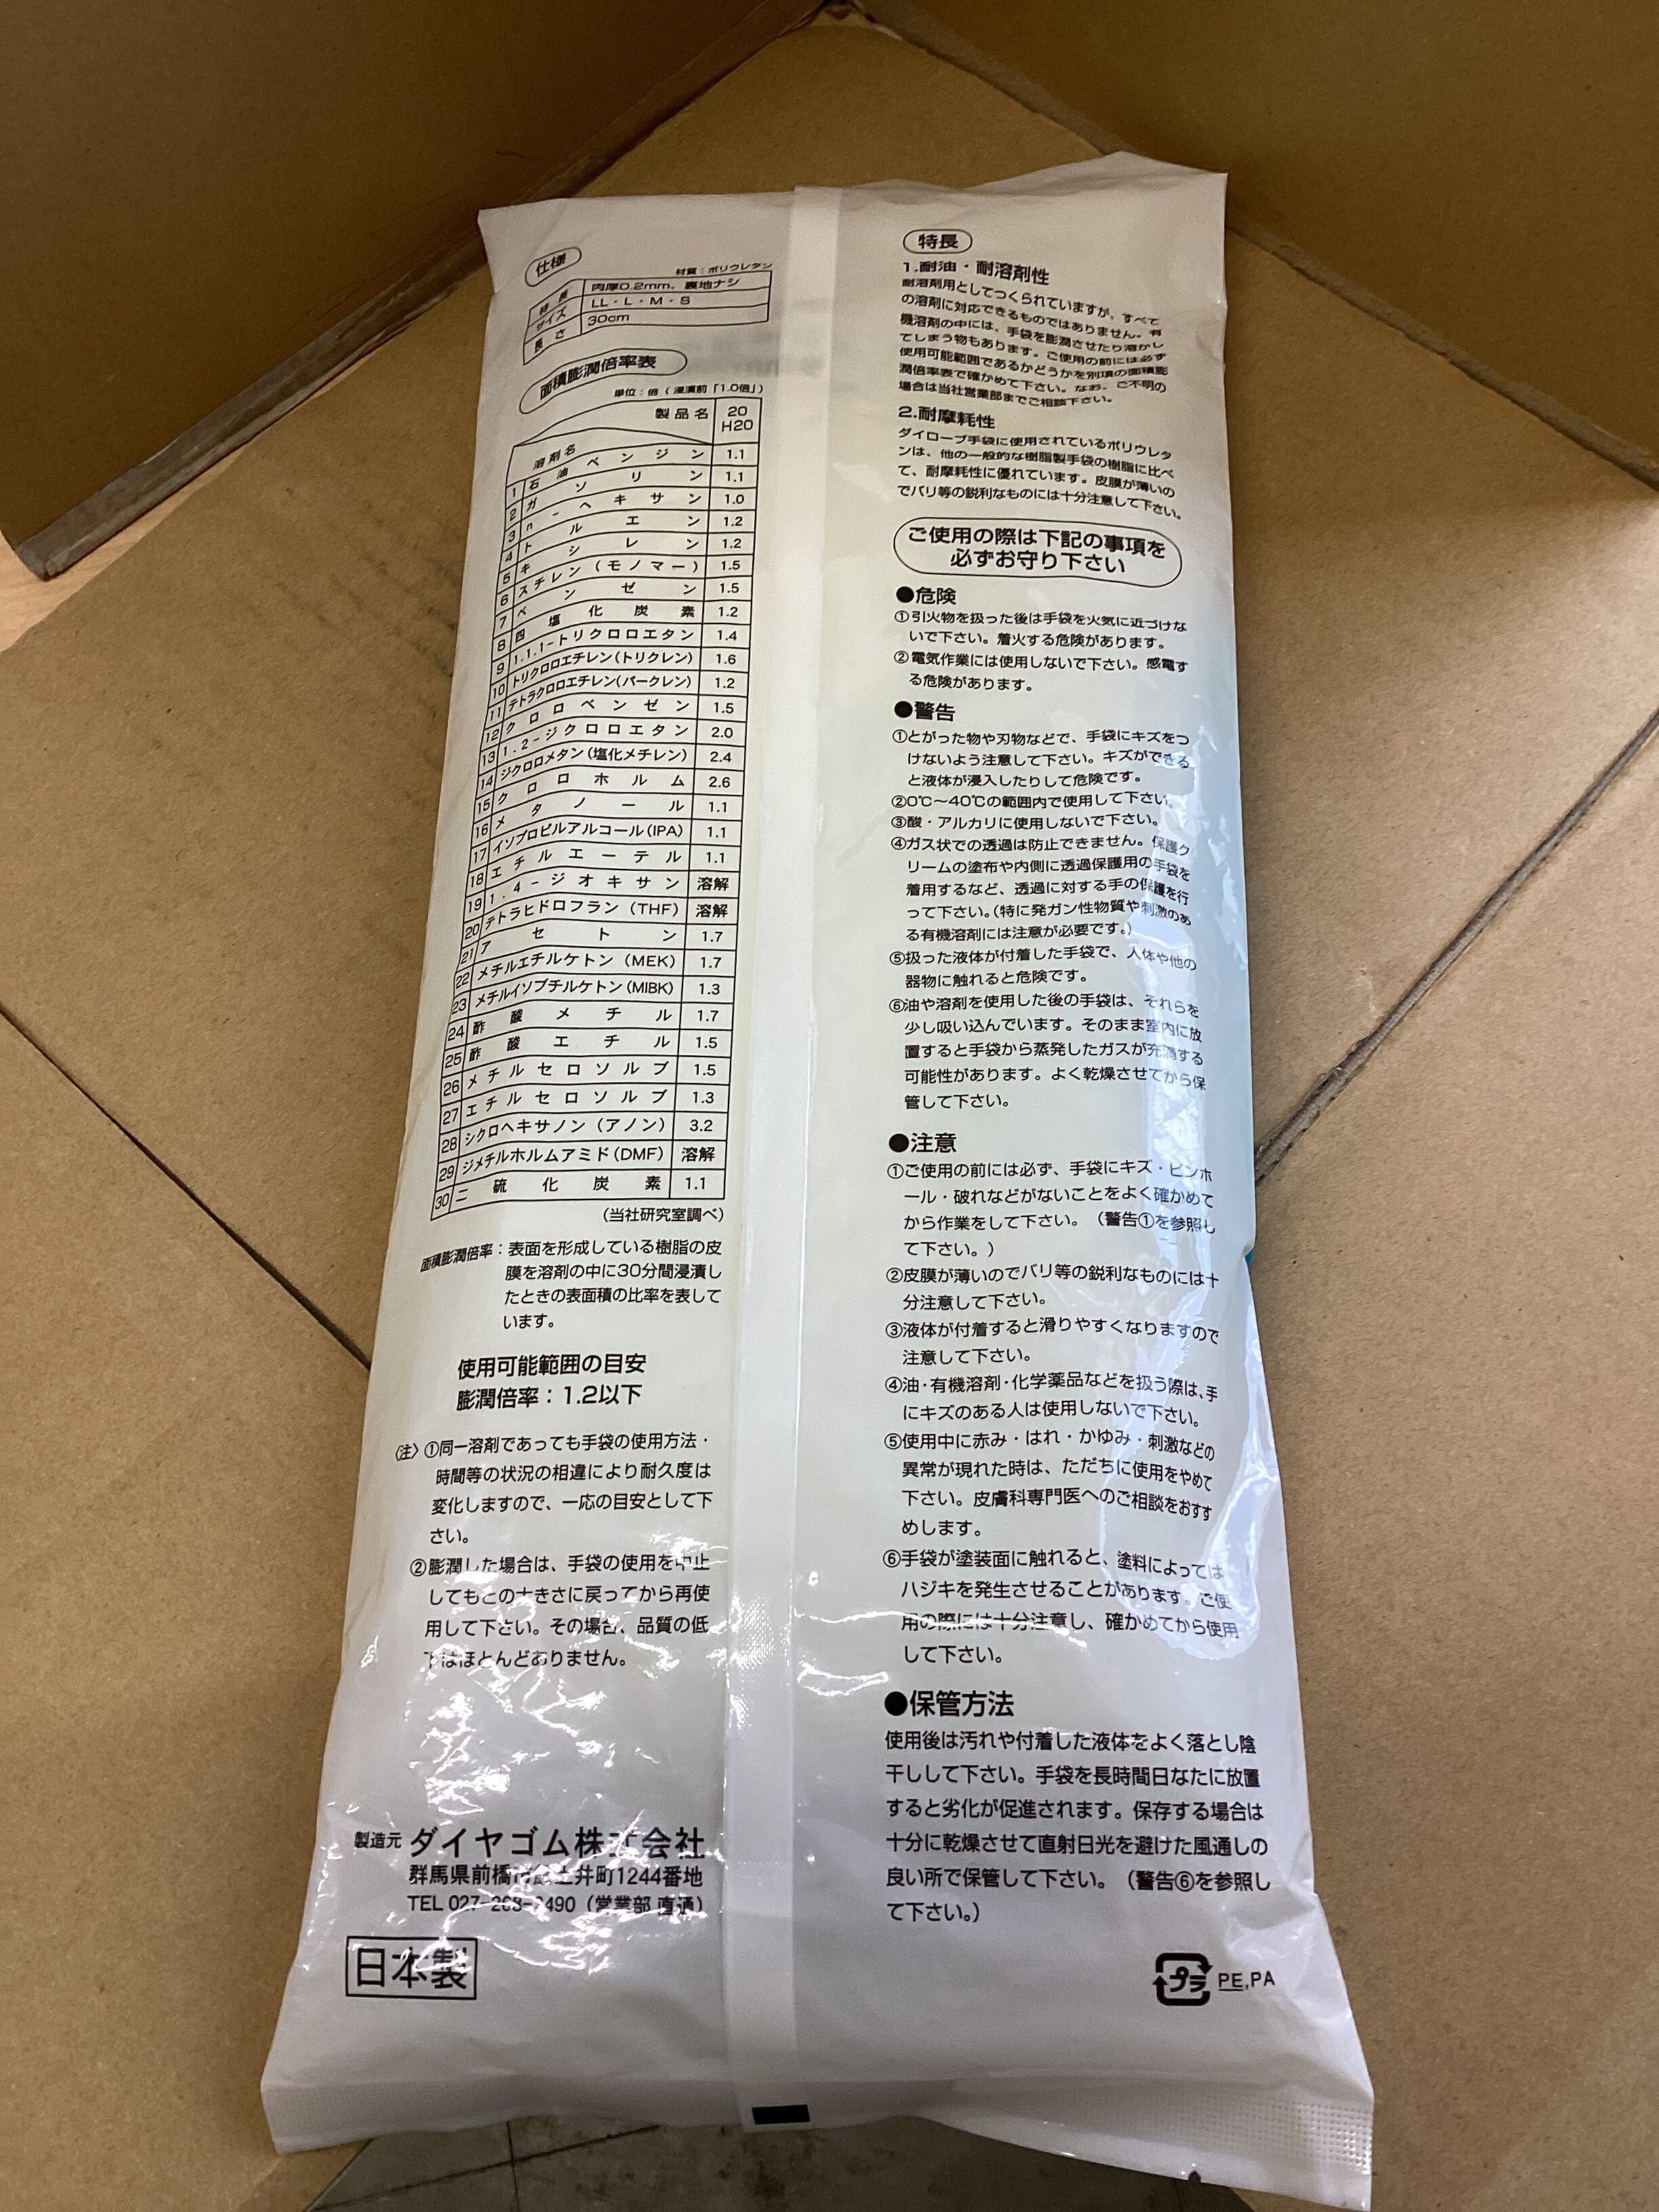 仕様
材質：ポリウレタン
特長 肉厚0.2mm。裏地ナシ
サイズ LL・L・M・S
長さ 30cm
面積膨潤倍率表
単位：倍（浸漬前「1.0倍」）
製品名 20 H20
溶剤名
1 石油ベンジン 1.1
2 ガソリン 1.1
3 n-ヘキサン 1.0
4 トルエン 1.2
5 キシレン 1.2
6 スチレン（モノマー） 1.5
7 ベンゼン 1.5
8 四塩化炭素 1.2
9 1.1.1-トリクロロエタン 1.4
10 トリクロロエチレン（トリクレン） 1.6
11 テトラクロロエチレン（パークレン） 1.2
12 クロロベンゼン 1.5
13 1.2-ジクロロエタン 2.0
14 ジクロロメタン（塩化メチレン） 2.4
15 クロロホルム 2.6
16 メタノール 1.1
17 イソプロピルアルコール（IPA） 1.1
18 エチルエーテル 1.1
19 1.4-ジオキサン 溶解
20 テトラヒドロフラン（THF） 溶解
21 アセトン 1.7
22 メチルエチルケトン（MEK） 1.7
23 メチルイソブチルケトン（MIBK） 1.3
24 酢酸メチル 1.7
25 酢酸エチル 1.5
26 メチルセロソルブ 1.5
27 エチルセロソルブ 1.3
28 シクロヘキサノン（アノン） 3.2
29 ジメチルホルムアミド（DMF） 溶解
30 二硫化炭素 1.1
（当社研究室調べ）
面積膨潤倍率：表面を形成している樹脂の皮
膜を溶剤の中に30分間浸漬し
たときの表面積の比率を表して
います。
使用可能範囲の目安
膨潤倍率：1.2以下
〈注〉①同一溶剤であっても手袋の使用方法・
時間等の状況の相違により耐久度は
変化しますので、一応の目安として下
さい。
②膨潤した場合は、手袋の使用を中止
してもとの大きさに戻ってから再使
用して下さい。その場合、品質の低
下はほとんどありません。
製造元 ダイヤゴム株式会社
群馬県前橋市 土井町1244番地
TEL 027-268- 490（営業部 直通）
日本製
特長
1.耐油・耐溶剤性
耐溶剤用としてつくられていますが、すべて
の溶剤に対応できるものではありません。有
機溶剤の中には、手袋を膨潤させたり溶かし
てしまう物もあります。ご使用の前には必ず
使用可能範囲であるかどうかを別項の面積膨
潤倍率表で確かめて下さい。なお、ご不明の
場合は当社営業部までご相談下さい。
2.耐摩耗性
ダイローブ手袋に使用されているポリウレタ
ンは、他の一般的な樹脂製手袋の樹脂に比べ
て、耐摩耗性に優れています。皮膜が薄いの
でバリ等の鋭利なものには十分注意して下さい。
ご使用の際は下記の事項を
必ずお守り下さい
●危険
①引火物を扱った後は手袋を火気に近づけな
いで下さい。着火する危険があります。
②電気作業には使用しないで下さい。感電す
る危険があります。
●警告
①とがった物や刃物などで、手袋にキズをつ
けないよう注意して下さい。キズができる
と液体が浸入したりして危険です。
②0℃～40℃の範囲内で使用して下さい。
③酸・アルカリに使用しないで下さい。
④ガス状での透過は防止できません。保護ク
リームの塗布や内側に透過保護用の手袋を
着用するなど、透過に対する手の保護を行
って下さい。（特に発ガン性物質や刺激のあ
る有機溶剤には注意が必要です。）
⑤扱った液体が付着した手袋で、人体や他の
器物に触れると危険です。
⑥油や溶剤を使用した後の手袋は、それらを
少し吸い込んでいます。そのまま室内に放
置すると手袋から蒸発したガスが充満する
可能性があります。よく乾燥させてから保
管して下さい。
●注意
①ご使用の前には必ず、手袋にキズ・ピンホ
ール・破れなどがないことをよく確かめて
から作業をして下さい。（警告①を参照し
て下さい。）
②皮膜が薄いのでバリ等の鋭利なものには十
分注意して下さい。
③液体が付着すると滑りやすくなりますので
注意して下さい。
④油・有機溶剤・化学薬品などを扱う際は、手
にキズのある人は使用しないで下さい。
⑤使用中に赤み・はれ・かゆみ・刺激などの
異常が現れた時は、ただちに使用をやめて
下さい。皮膚科専門医へのご相談をおすす
めします。
⑥手袋が塗装面に触れると、塗料によっては
ハジキを発生させることがあります。ご使
用の際には十分注意し、確かめてから使用
して下さい。
●保管方法
使用後は汚れや付着した液体をよく落とし陰
干しして下さい。手袋を長時間日なたに放置
すると劣化が促進されます。保存する場合は
十分に乾燥させて直射日光を避けた風通しの
良い所で保管して下さい。（警告⑥を参照し
て下さい。）
プラ PE,PA